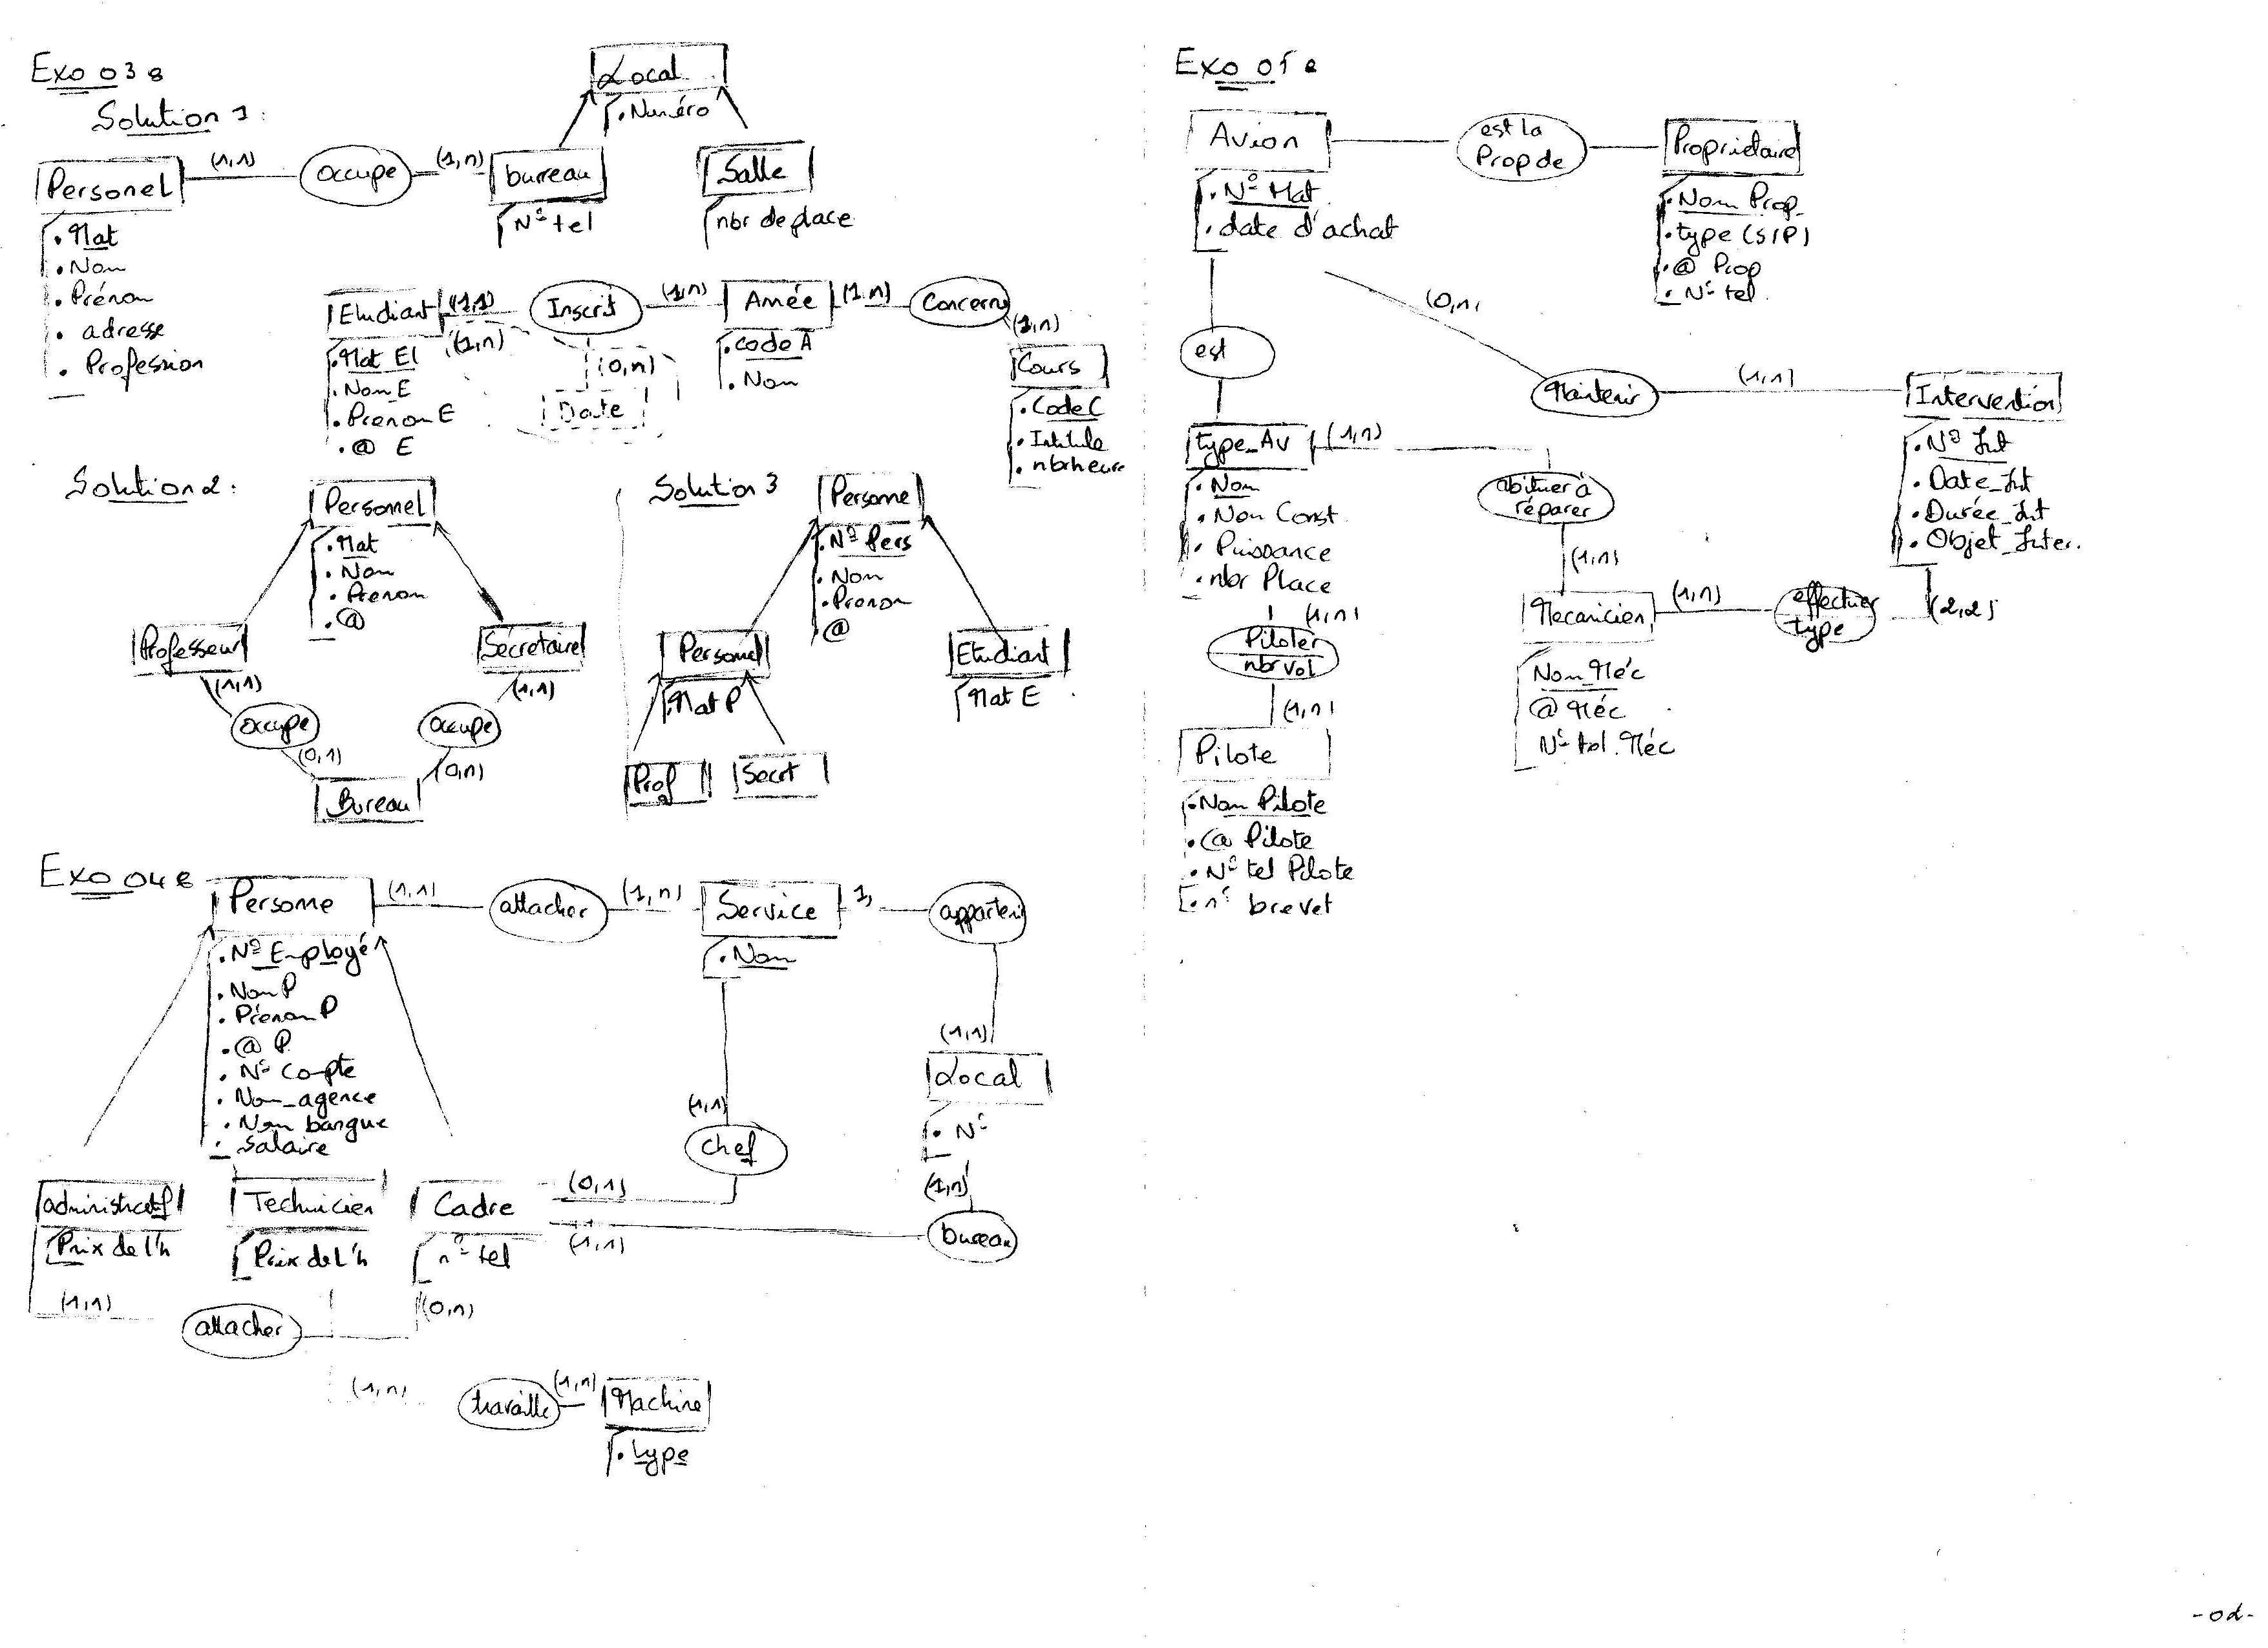 Exo 03 :
Solution 1 :
Local
. Numéro
Personel
(1,1)
occupe
(1,n)
bureau
N° tel
Salle
nbr de place
. Mat
. Nom
. Prénom
. adresse
. Profession
Etudiant
(1,1)
(1,n)
Inscrit
(1,n)
Année
(1,n)
Concerne
(1,n)
. Mat Et
. Nom E
. Prenom E
. @ E
(0,n)
Date
. code A
. Nom
Cours
. Code C
. Intitule
. nbrheure
Solution 2 :
Personel
. Mat
. Nom
. Prenom
. @
Professeur
Sécretaire
(1,1)
(1,1)
occupe
occupe
(0,1)
(0,n)
Bureau
Solution 3
Personne
. N° Pers
. Nom
. Prenom
. @
Personnel
. Mat P
Etudiant
Mat E
Prof
Secrt
Exo 04 :
Personne
(1,1)
attacher
(1,n)
Service
1,
appartenir
. N° Employé
. Nom P
. Prénom P
. @ P
. N° Compte
. Nom_agence
. Nom banque
. Salaire
. Nom
(1,1)
Local
. N°
(1,1)
chef
administratif
Technicien
Cadre
(0,1)
(1,n)
Prix de l'h
Prix de l'h
n° tel
(1,1)
bureau
(1,1)
attacher
(0,n)
(1,n)
travaille
(1,n)
Machine
. type
Exo 05 :
Avion
est la
Prop de
Proprietaire
. N° Mat
. date d'achat
. Nom Prop
. type (S/P)
. @ Prop
. N° tel
(0,n)
est
Maintenir
(1,1)
Intervention
. N° Int
. Date_Int
. Durée_Int
. Objet_Inter.
type_Av
(1,n)
. Nom
. Nom Const
. Puissance
. nbr Place
abituer à
réparer
(1,n)
Mecanicien
(1,n)
effectuer
type
(2,2)
Nom_Méc
@ Méc
N° tel. Méc
(1,n)
Piloter
nbr vol
(1,n)
Pilote
. Nom Pilote
. @ Pilote
. N° tel Pilote
. n° brevet
-02-